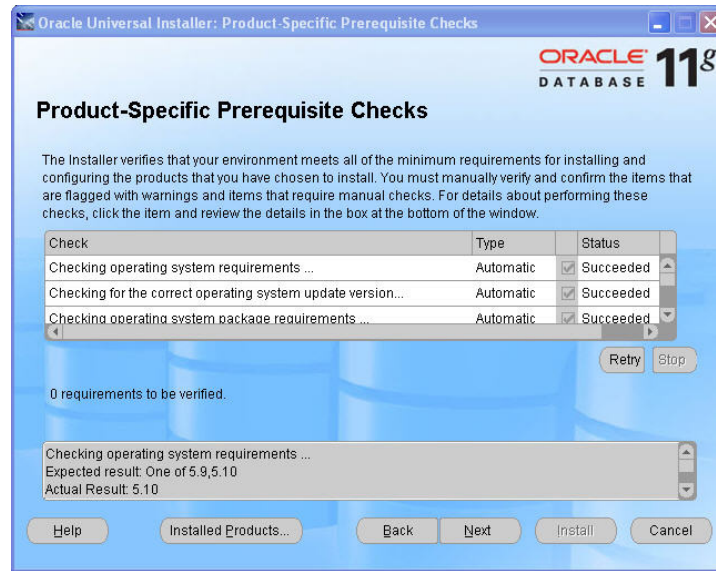 Oracle Universal Installer: Product-Specific Prerequisite Checks
ORACLE
DATABASE
11g
Product-Specific Prerequisite Checks
The Installer verifies that your environment meets all of the minimum requirements for installing and
configuring the products that you have chosen to install. You must manually verify and confirm the items that
are flagged with warnings and items that require manual checks. For details about performing these
checks, click the item and review the details in the box at the bottom of the window.
Check Type Status
Checking operating system requirements ... Automatic Succeeded
Checking for the correct operating system update version... Automatic Succeeded
Checking operating system package requirements ... Automatic Succeeded
Retry Stop
0 requirements to be verified.
Checking operating system requirements ...
Expected result: One of 5.9,5.10
Actual Result: 5.10
Help Installed Products... Back Next Install Cancel